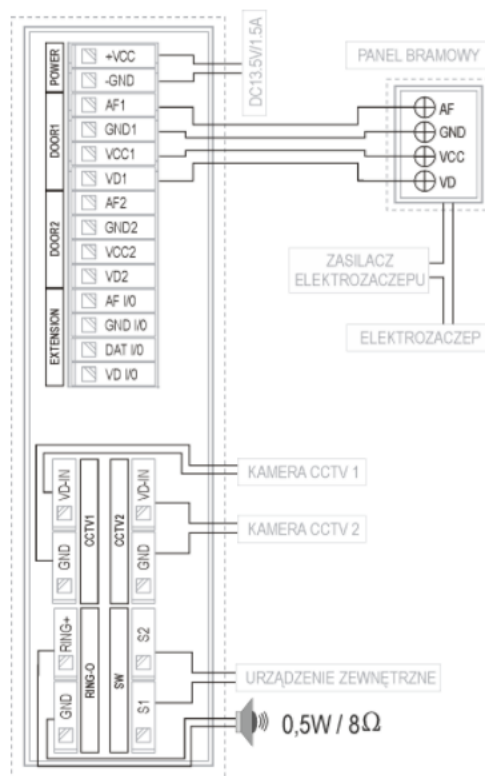 POWER
+VCC
-GND
DC13.5V/1.5A
DOOR1
AF1
GND1
VCC1
VD1
DOOR2
AF2
GND2
VCC2
VD2
EXTENSION
AF I/0
GND I/0
DAT I/0
VD I/0
PANEL BRAMOWY
AF
GND
VCC
VD
ZASILACZ
ELEKTROZACZEPU
ELEKTROZACZEP
VD-IN
GND
CCTV1
CCTV2
VD-IN
GND
KAMERA CCTV 1
KAMERA CCTV 2
RING+
GND
RING-O
SW
S2
S1
URZĄDZENIE ZEWNĘTRZNE
0,5W / 8Ω